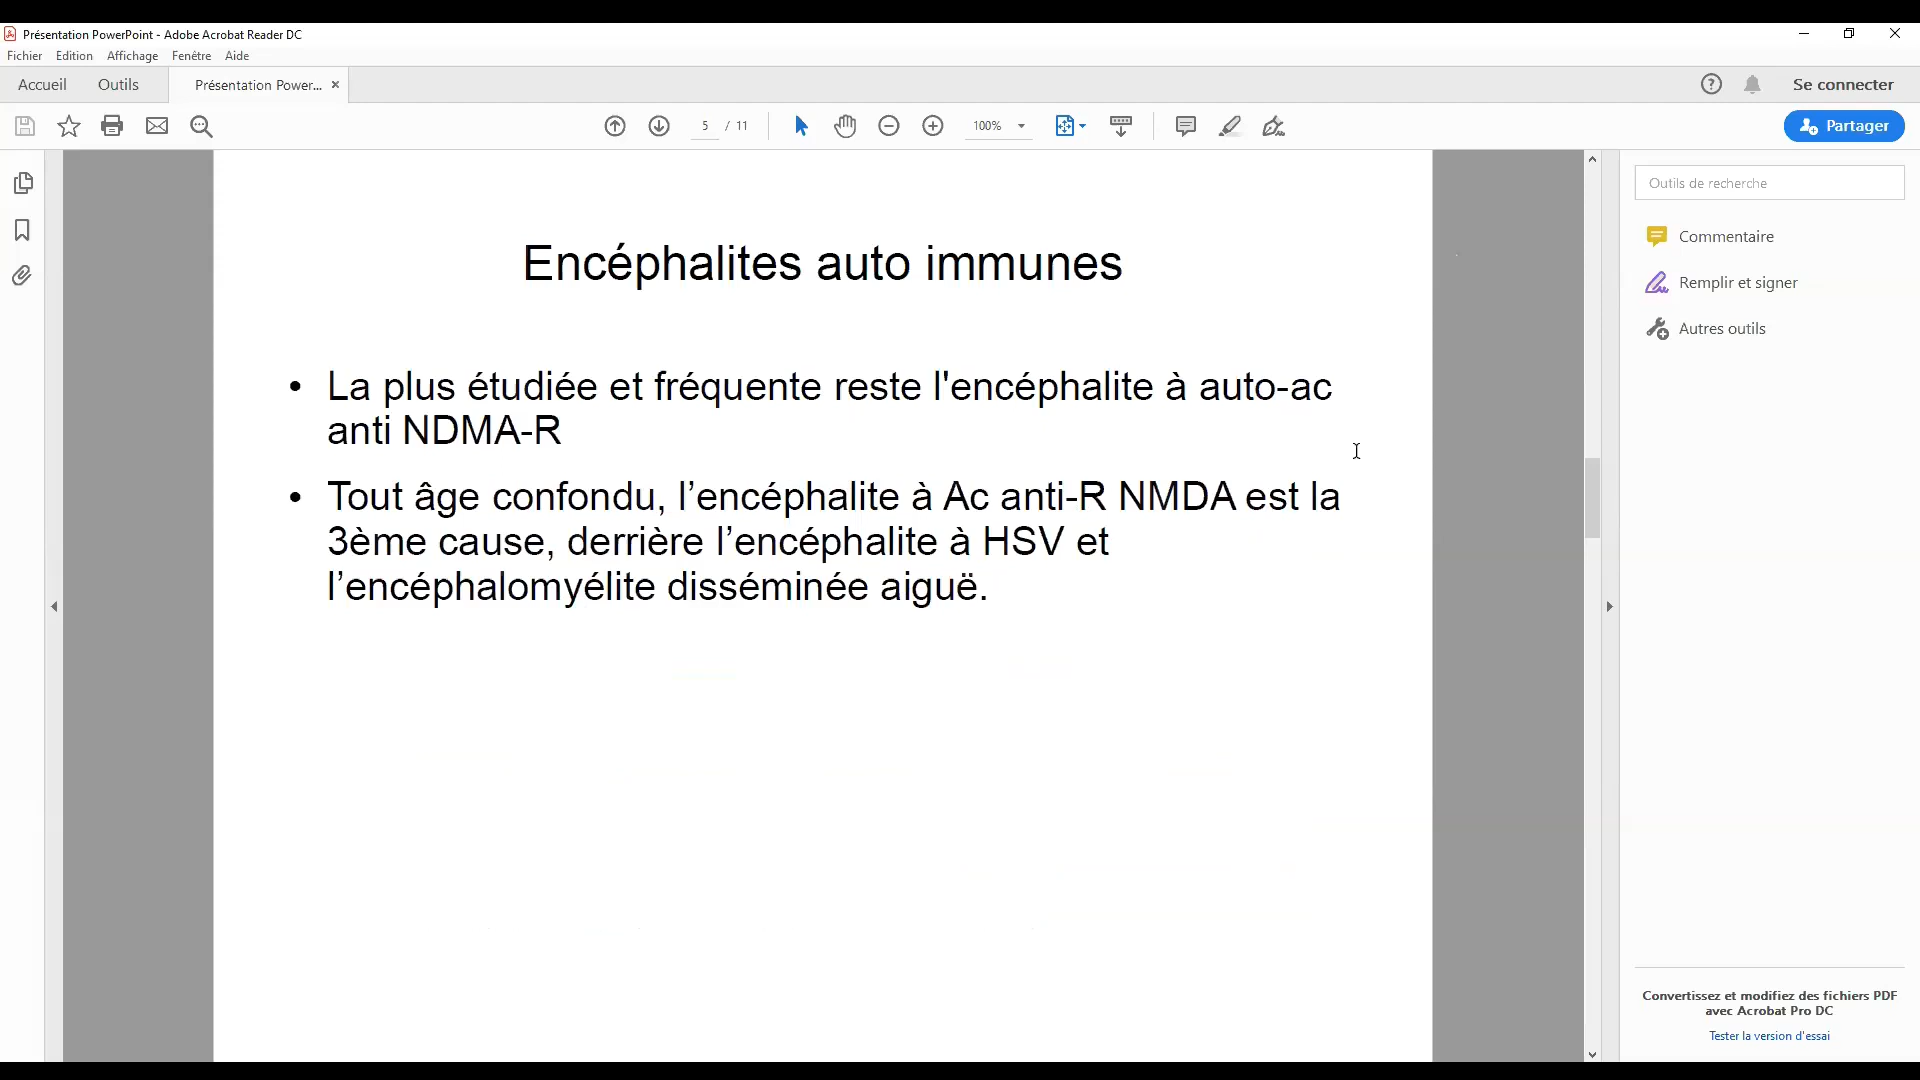 Présentation PowerPoint - Adobe Acrobat Reader DC
Fichier Edition Affichage Fenêtre Aide
Accueil Outils Présentation Power... × Se connecter
5 / 11 100% Partager
Outils de recherche
Commentaire
Remplir et signer
Autres outils
Encéphalites auto immunes
• La plus étudiée et fréquente reste l'encéphalite à auto-ac
anti NDMA-R
• Tout âge confondu, l’encéphalite à Ac anti-R NMDA est la
3ème cause, derrière l’encéphalite à HSV et
l’encéphalomyélite disséminée aiguë.
Convertissez et modifiez des fichiers PDF
avec Acrobat Pro DC
Tester la version d'essai